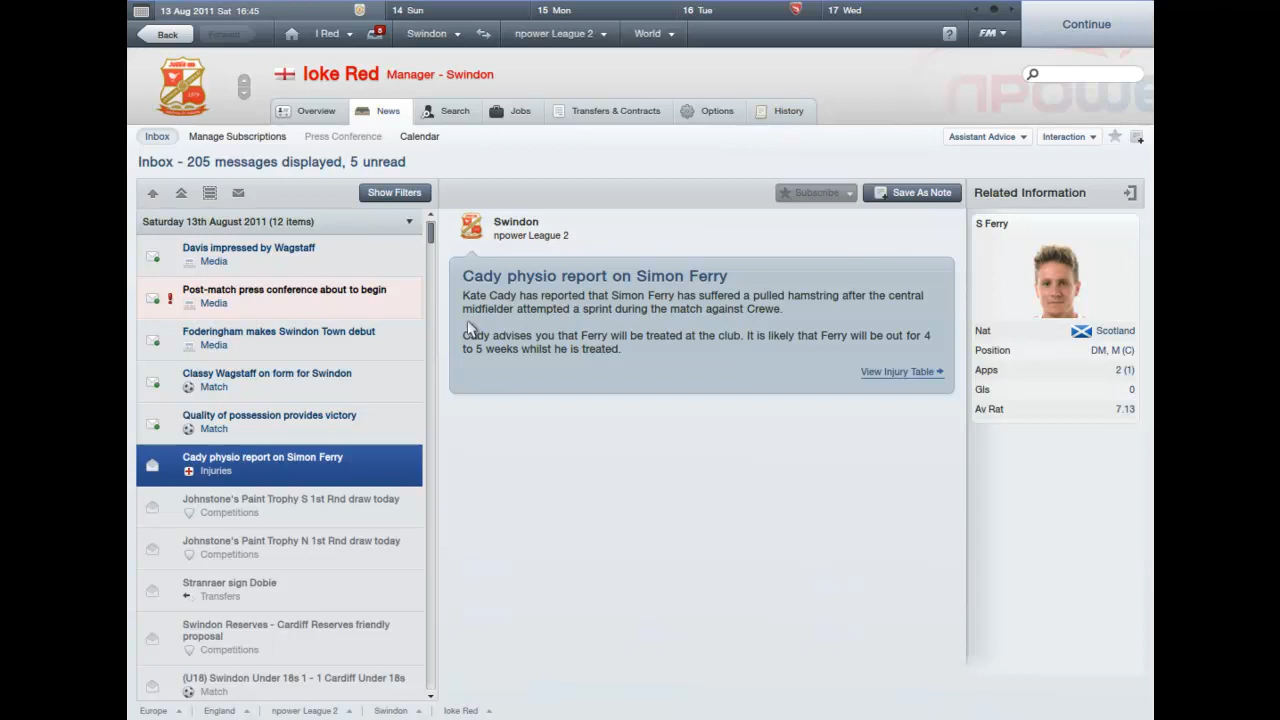 13 Aug 2011 Sat 16:45
14 Sun
15 Mon
16 Tue
17 Wed
Continue
Back
Forward
I Red
8
Swindon
npower League 2
World
?
FM
Ioke Red Manager - Swindon
NPOWE
Overview
News
Search
Jobs
Transfers & Contracts
Options
History
Inbox
Manage Subscriptions
Press Conference
Calendar
Assistant Advice
Interaction
Inbox - 205 messages displayed, 5 unread
Show Filters
Subscribe
Save As Note
Related Information
Saturday 13th August 2011 (12 items)
Davis impressed by Wagstaff
Media
Post-match press conference about to begin
Media
Foderingham makes Swindon Town debut
Media
Classy Wagstaff on form for Swindon
Match
Quality of possession provides victory
Match
Cady physio report on Simon Ferry
Injuries
Johnstone's Paint Trophy S 1st Rnd draw today
Competitions
Johnstone's Paint Trophy N 1st Rnd draw today
Competitions
Stranraer sign Dobie
Transfers
Swindon Reserves - Cardiff Reserves friendly
proposal
Competitions
(U18) Swindon Under 18s 1 - 1 Cardiff Under 18s
Match
Swindon
npower League 2
Cady physio report on Simon Ferry
Kate Cady has reported that Simon Ferry has suffered a pulled hamstring after the central
midfielder attempted a sprint during the match against Crewe.
Cady advises you that Ferry will be treated at the club. It is likely that Ferry will be out for 4
to 5 weeks whilst he is treated.
View Injury Table
S Ferry
Nat Scotland
Position DM, M (C)
Apps 2 (1)
Gls 0
Av Rat 7.13
Europe
England
npower League 2
Swindon
Ioke Red